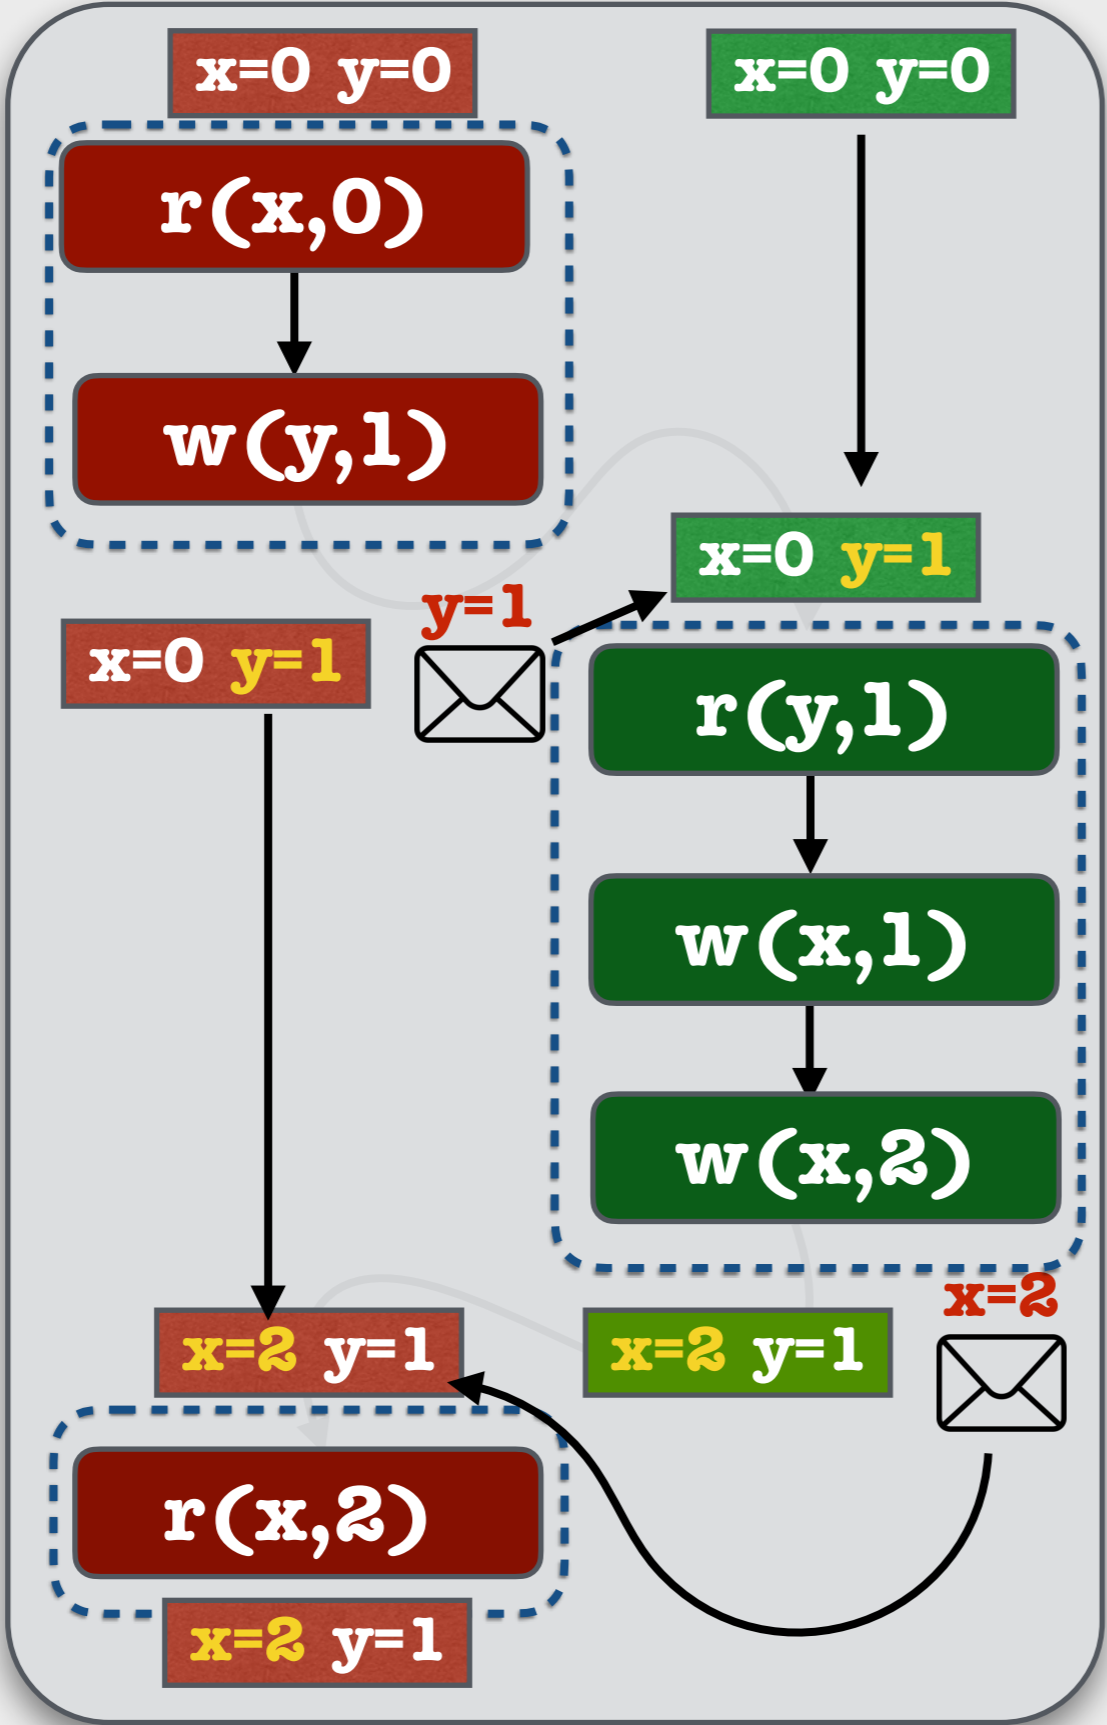 x=0 y=0
x=0 y=0
r(x,0)
w(y,1)
x=0 y=1
y=1
x=0 y=1
r(y,1)
w(x,1)
w(x,2)
x=2
x=2 y=1
x=2 y=1
r(x,2)
x=2 y=1